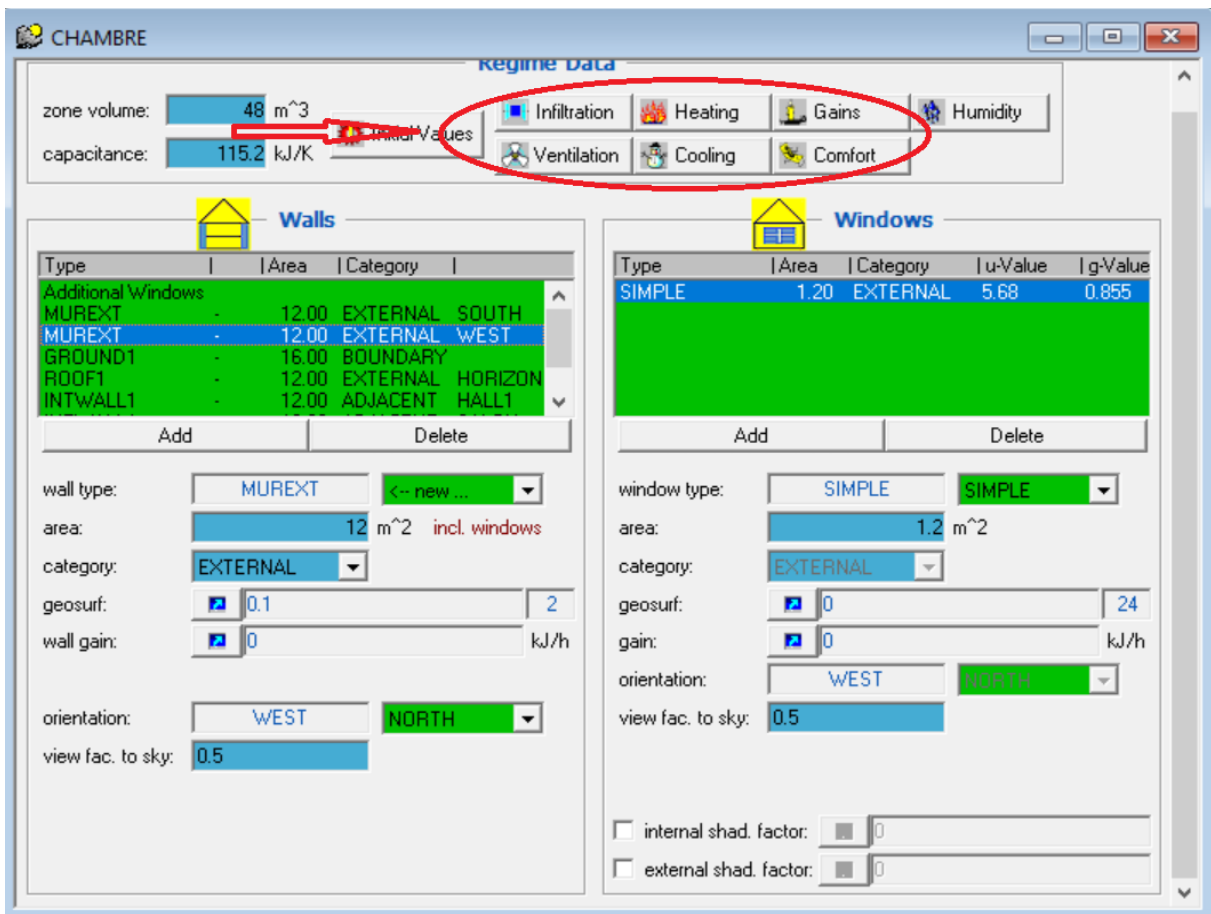 CHAMBRE
Regime Data
zone volume: 48 m^3
Infiltration Heating Gains Humidity
Initial Values
capacitance: 115.2 kJ/K
Ventilation Cooling Comfort
Walls
Windows
Type | | Area | Category |
Additional Windows
MUREXT - 12.00 EXTERNAL SOUTH
MUREXT - 12.00 EXTERNAL WEST
GROUND1 - 16.00 BOUNDARY
ROOF1 - 12.00 EXTERNAL HORIZON
INTWALL1 - 12.00 ADJACENT HALL1
Add Delete
Type | Area | Category | u-Value | g-Value
SIMPLE 1.20 EXTERNAL 5.68 0.855
Add Delete
wall type: MUREXT <-- new ...
area: 12 m^2 incl. windows
category: EXTERNAL
geosurf: 0.1 2
wall gain: 0 kJ/h
orientation: WEST NORTH
view fac. to sky: 0.5
window type: SIMPLE SIMPLE
area: 1.2 m^2
category: EXTERNAL
geosurf: 0 24
gain: 0 kJ/h
orientation: WEST NORTH
view fac. to sky: 0.5
internal shad. factor: 0
external shad. factor: 0